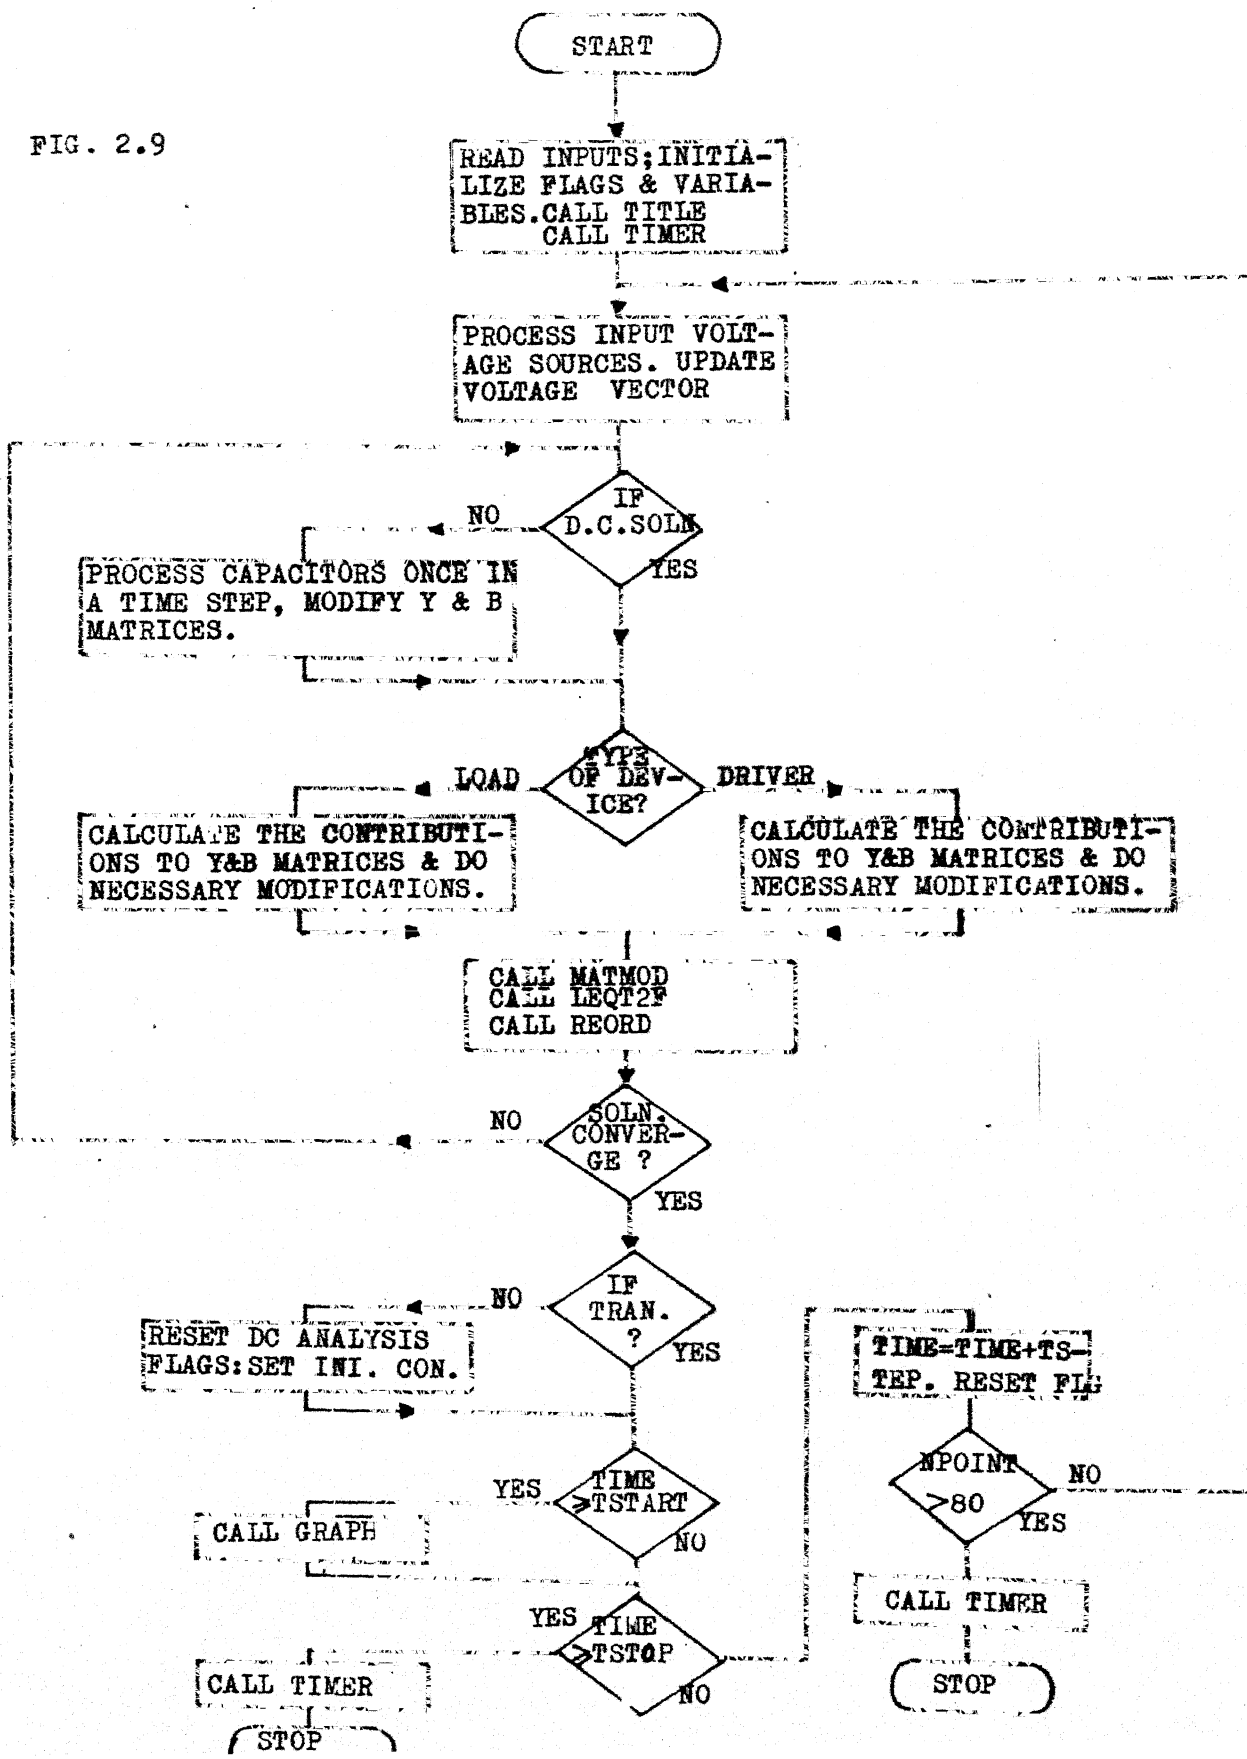 START
FIG. 2.9
READ INPUTS;INITIA-
LIZE FLAGS & VARIA-
BLES.CALL TITLE
CALL TIMER
PROCESS INPUT VOLT-
AGE SOURCES. UPDATE
VOLTAGE VECTOR
IF
D.C.SOLN
NO
YES
PROCESS CAPACITORS ONCE IN
A TIME STEP, MODIFY Y & B
MATRICES.
TYPE
OF DEV-
ICE?
LOAD
DRIVER
CALCULATE THE CONTRIBUTI-
ONS TO Y&B MATRICES & DO
NECESSARY MODIFICATIONS.
CALCULATE THE CONTRIBUTI-
ONS TO Y&B MATRICES & DO
NECESSARY MODIFICATIONS.
CALL MATMOD
CALL LEQT2F
CALL REORD
SOLN.
CONVER-
GE ?
NO
YES
IF
TRAN.
?
NO
YES
RESET DC ANALYSIS
FLAGS:SET INI. CON.
TIME
≥TSTART
YES
NO
CALL GRAPH
TIME
≥TSTOP
YES
NO
CALL TIMER
STOP
TIME=TIME+TS-
TEP. RESET FLG
NPOINT
>80
NO
YES
CALL TIMER
STOP